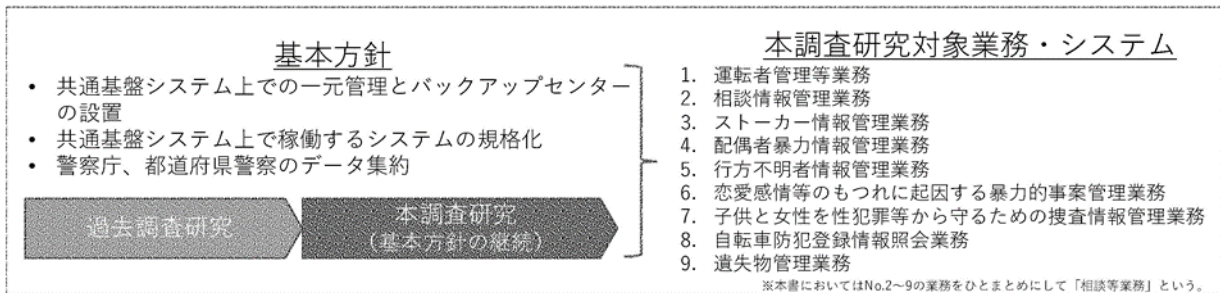 基本方針
• 共通基盤システム上での一元管理とバックアップセンター
の設置
• 共通基盤システム上で稼働するシステムの規格化
• 警察庁、都道府県警察のデータ集約
過去調査研究
本調査研究
(基本方針の継続)
本調査研究対象業務・システム
1. 運転者管理等業務
2. 相談情報管理業務
3. ストーカー情報管理業務
4. 配偶者暴力情報管理業務
5. 行方不明者情報管理業務
6. 恋愛感情等のもつれに起因する暴力的事案管理業務
7. 子供と女性を性犯罪等から守るための捜査情報管理業務
8. 自転車防犯登録情報照会業務
9. 遺失物管理業務
※本書においてはNo.2～9の業務をひとまとめにして「相談等業務」という。